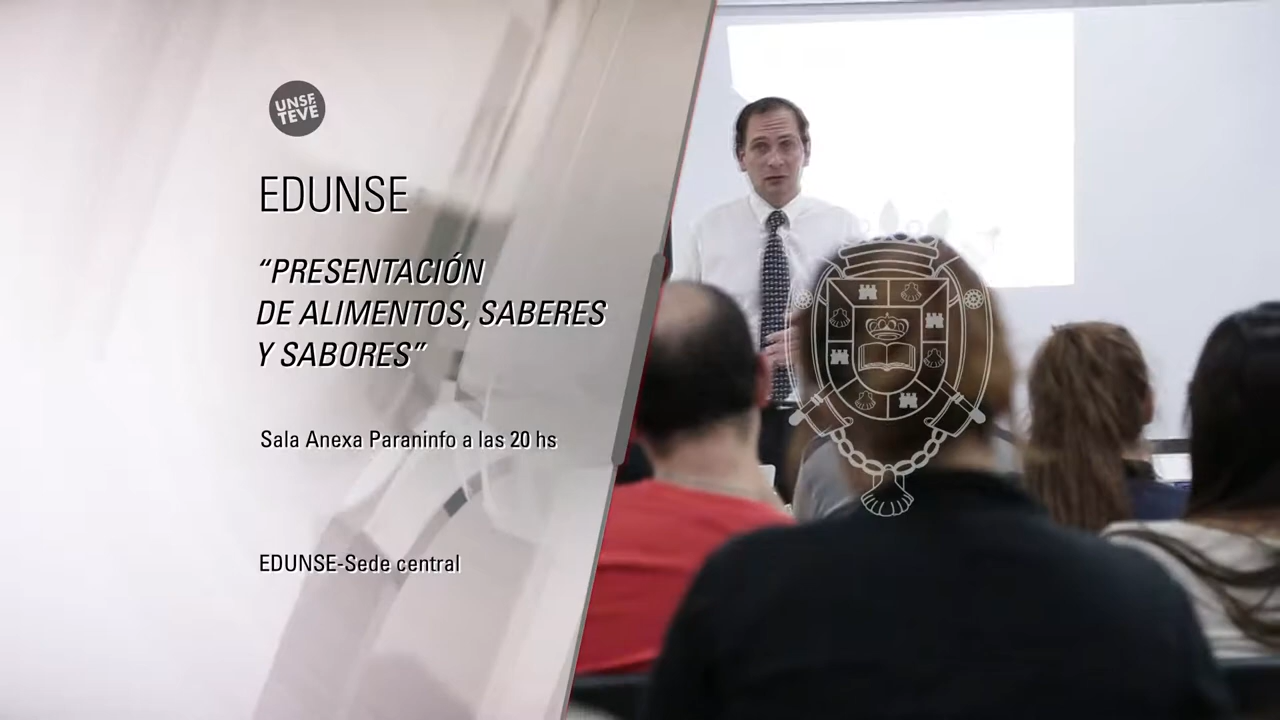 UNSE
TEVÉ
EDUNSE
“PRESENTACIÓN
DE ALIMENTOS, SABERES
Y SABORES”
Sala Anexa Paraninfo a las 20 hs
EDUNSE-Sede central